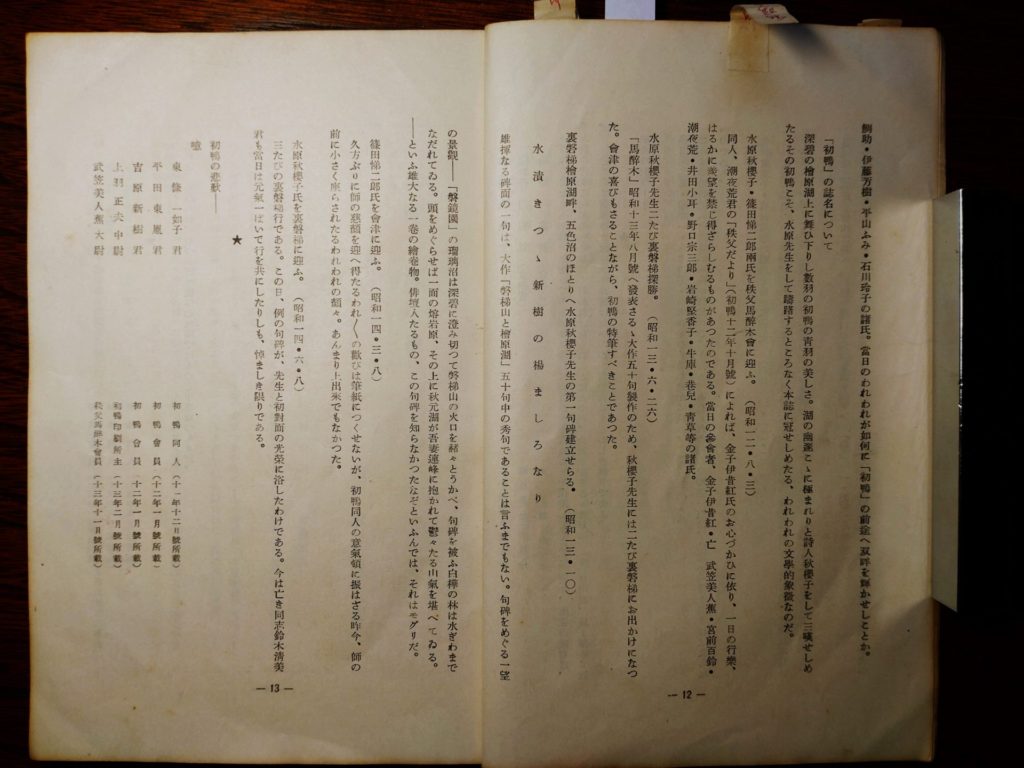 鯛助・伊藤万樹・平山ふみ・石川玲子の諸氏。當日のわれわれが如何に「初鴨」の前途へ双眸を輝かせしことか。
「初鴨」の誌名について
深碧の檜原湖上に舞ひ下りし數羽の初鴨の青羽の美しさ。湖の幽邃こゝに極まれりと詩人秋櫻子をして三嘆せしめ
たるその初鴨こそ、水原先生をして躊躇するところなく本誌に冠せしめたる、われわれの文學的象徴なのだ。
水原秋櫻子・篠田悌二郎兩氏を秩父馬醉木會に迎ふ。（昭和一二・八・三）
同人、潮夜荒君の「秩父だより」（初鴨十二年十月號）によれば、金子伊昔紅氏のお心づかひに依り、一日の行樂、
はるかに羨望を禁じ得ざらしむるものがあつたのである。當日の參會者、金子伊昔紅・亡 武笠美人蕉・宮前百鈴・
潮夜荒・井田小耳・野口宗三郎・岩崎堅香子・牛庫・巷兒・青草等の諸氏。
水原秋櫻子先生二たび裏磐梯探勝。（昭和一三・六・二六）
「馬醉木」昭和十三年八月號へ發表さるゝ大作五十句製作のため、秋櫻子先生には二たび裏磐梯にお出かけになつ
た。會津の喜びもさることながら、初鴨の特筆すべきことであつた。
裏磐梯檜原湖畔、五色沼のほとりへ水原秋櫻子先生の第一句碑建立せらる。（昭和一三・一〇）
水漬きつゝ新樹の楊ましろなり
雄揮なる碑面の一句は、大作「磐梯山と檜原湖」五十句中の秀句であることは言ふまでもない。句碑をめぐる一望
— 12 —
の景觀——「磐鏡園」の瑠璃沼は深碧に澄み切つて磐梯山の火口を赭々とうかべ、句碑を被ふ白樺の林は水ぎわまで
なだれてゐる。頭をめぐらせば一面の熔岩原、その上に秋元湖が吾妻連峰に抱かれて鬱々たる山氣を堪べてゐる。
——といふ雄大なる一卷の繪卷物。俳壇人たるもの、この句碑を知らなかつたなどといふんでは、それはモグリだ。
篠田悌二郎氏を會津に迎ふ。（昭和一四・三・八）
久方ぶりに師の慈顏を迎へ得たるわれ〳〵の歡びは筆紙につくせないが、初鴨同人の意氣頓に振はざる昨今、師の
前に小さく座らされたるわれわれの顏々。あんまり上出來でもなかつた。
水原秋櫻子氏を裏磐梯に迎ふ。（昭和一四・六・八）
三たびの裏磐梯行である。この日、例の句碑が、先生と初對面の光榮に浴したわけである。今は亡き同志鈴木清美
君も當日は元氣一ぱいで行を共にしたりしも、悼ましき限りである。
★
初鴨の悲歎——
噫
東條一如子君 初鴨同人（十一年十二月號所載）
平田東胤君 初鴨會員（十二年一月號所載）
吉原新樹君 初鴨會員（十二年一月號所載）
上羽正夫中尉 初鴨印刷所主（十三年二月號所載）
武笠美人蕉大尉 秩父馬醉木會員（十三年十一月號所載）
— 13 —